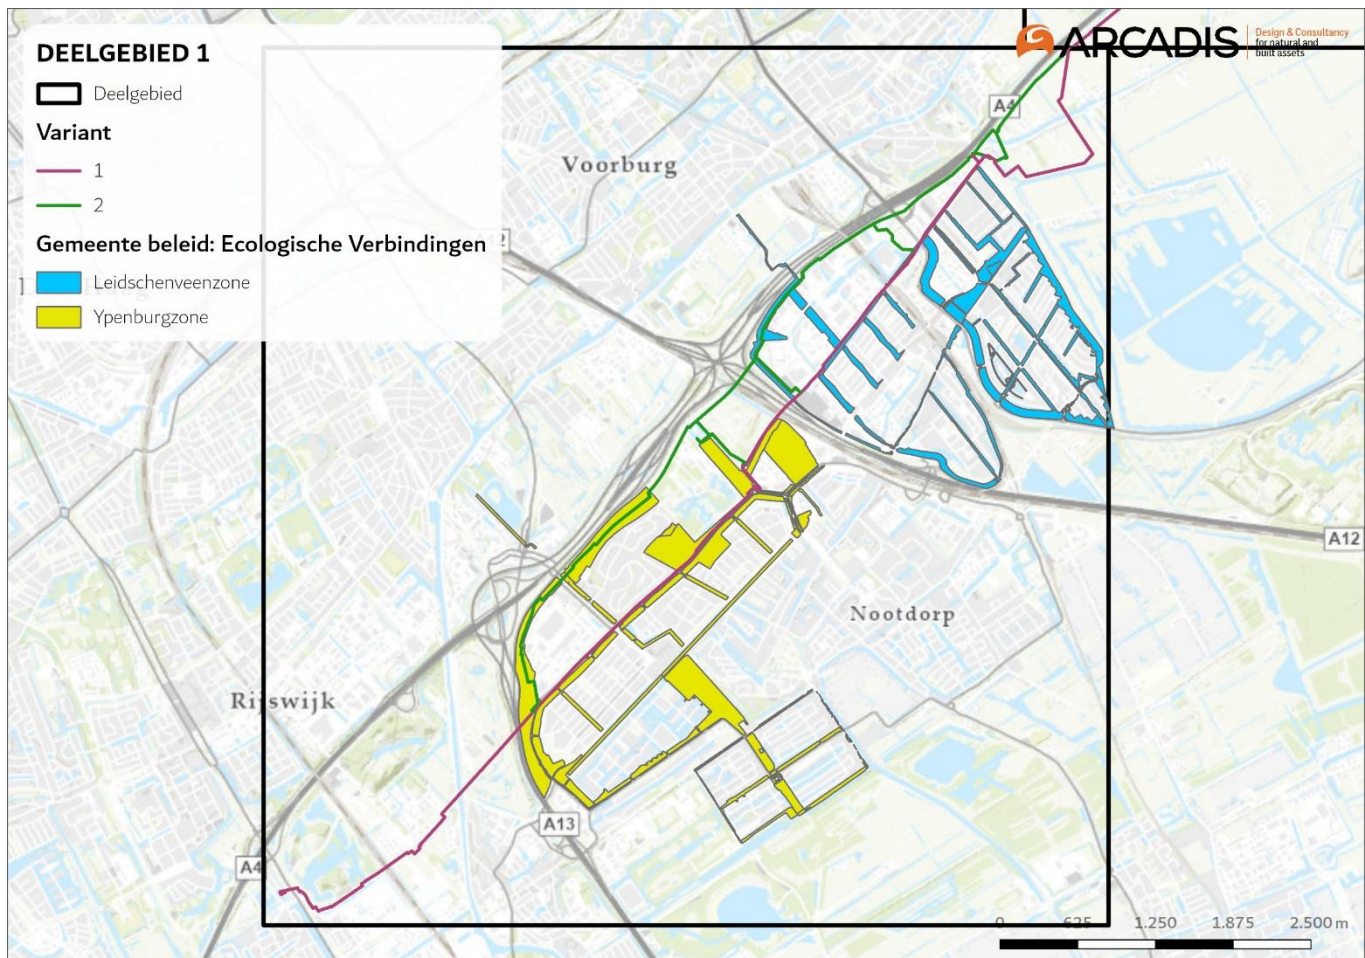 DEELGEBIED 1
Deelgebied
Variant
1
2
Gemeente beleid: Ecologische Verbindingen
Leidschenveenzone
Ypenburgzone
ARCADIS
Design & Consultancy
for natural and
built assets
A4
Voorburg
A12
Nootdorp
Rijswijk
A13
A4
0 625 1.250 1.875 2.500 m